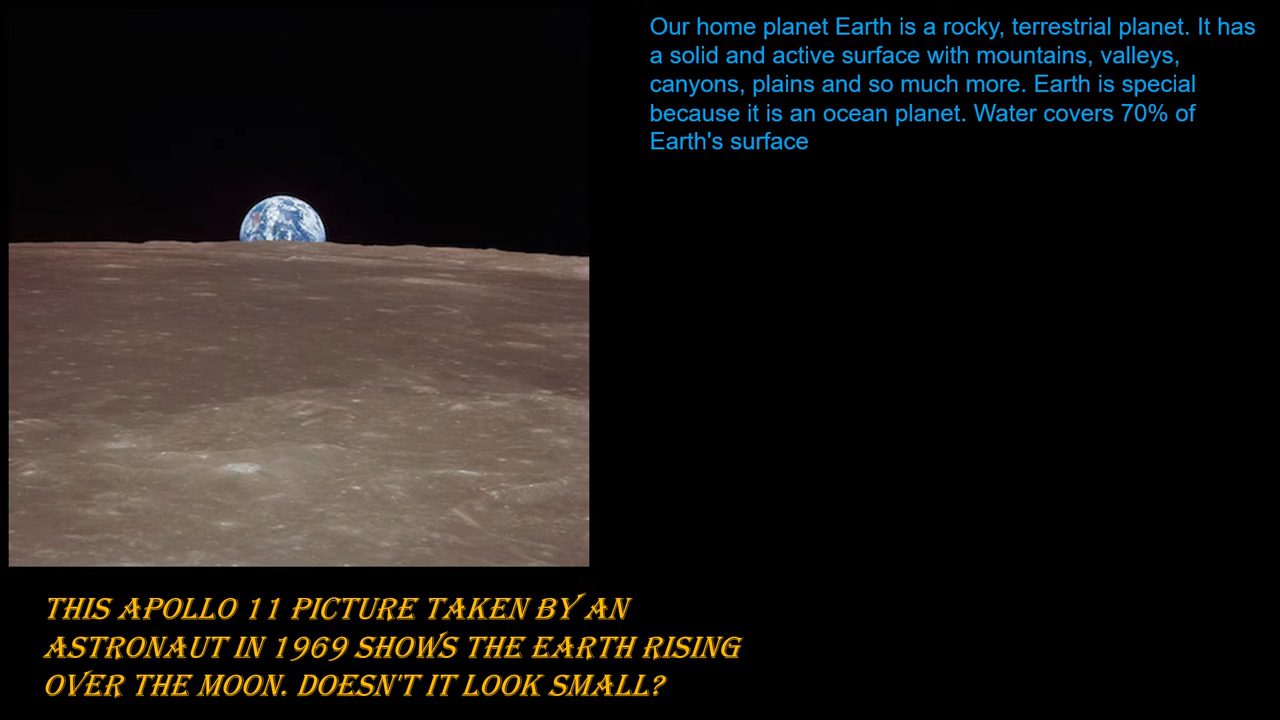 Our home planet Earth is a rocky, terrestrial planet. It has
a solid and active surface with mountains, valleys,
canyons, plains and so much more. Earth is special
because it is an ocean planet. Water covers 70% of
Earth's surface
THIS APOLLO 11 PICTURE TAKEN BY AN
ASTRONAUT IN 1969 SHOWS THE EARTH RISING
OVER THE MOON. DOESN'T IT LOOK SMALL?